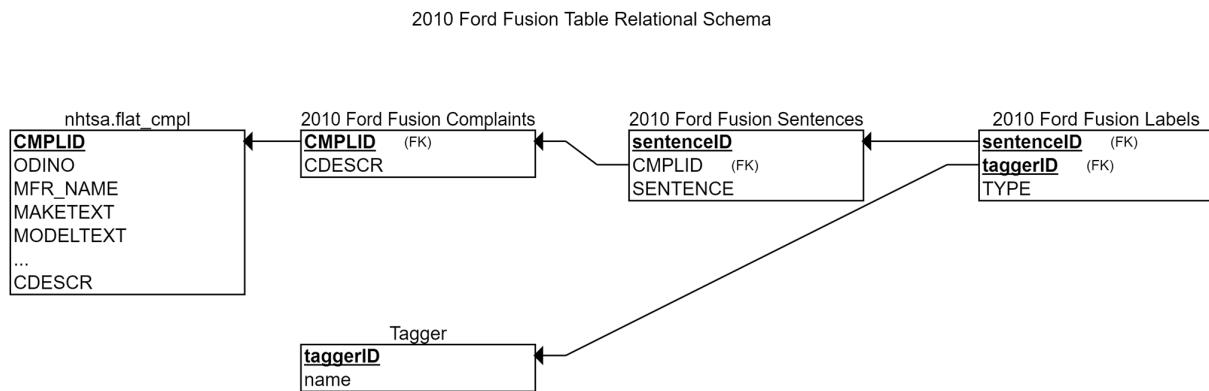 2010 Ford Fusion Table Relational Schema
nhtsa.flat_cmpl
CMPLID
ODINO
MFR_NAME
MAKETEXT
MODELTEXT
...
CDESCR
2010 Ford Fusion Complaints
CMPLID (FK)
CDESCR
2010 Ford Fusion Sentences
sentenceID
CMPLID (FK)
SENTENCE
2010 Ford Fusion Labels
sentenceID (FK)
taggerID (FK)
TYPE
Tagger
taggerID
name